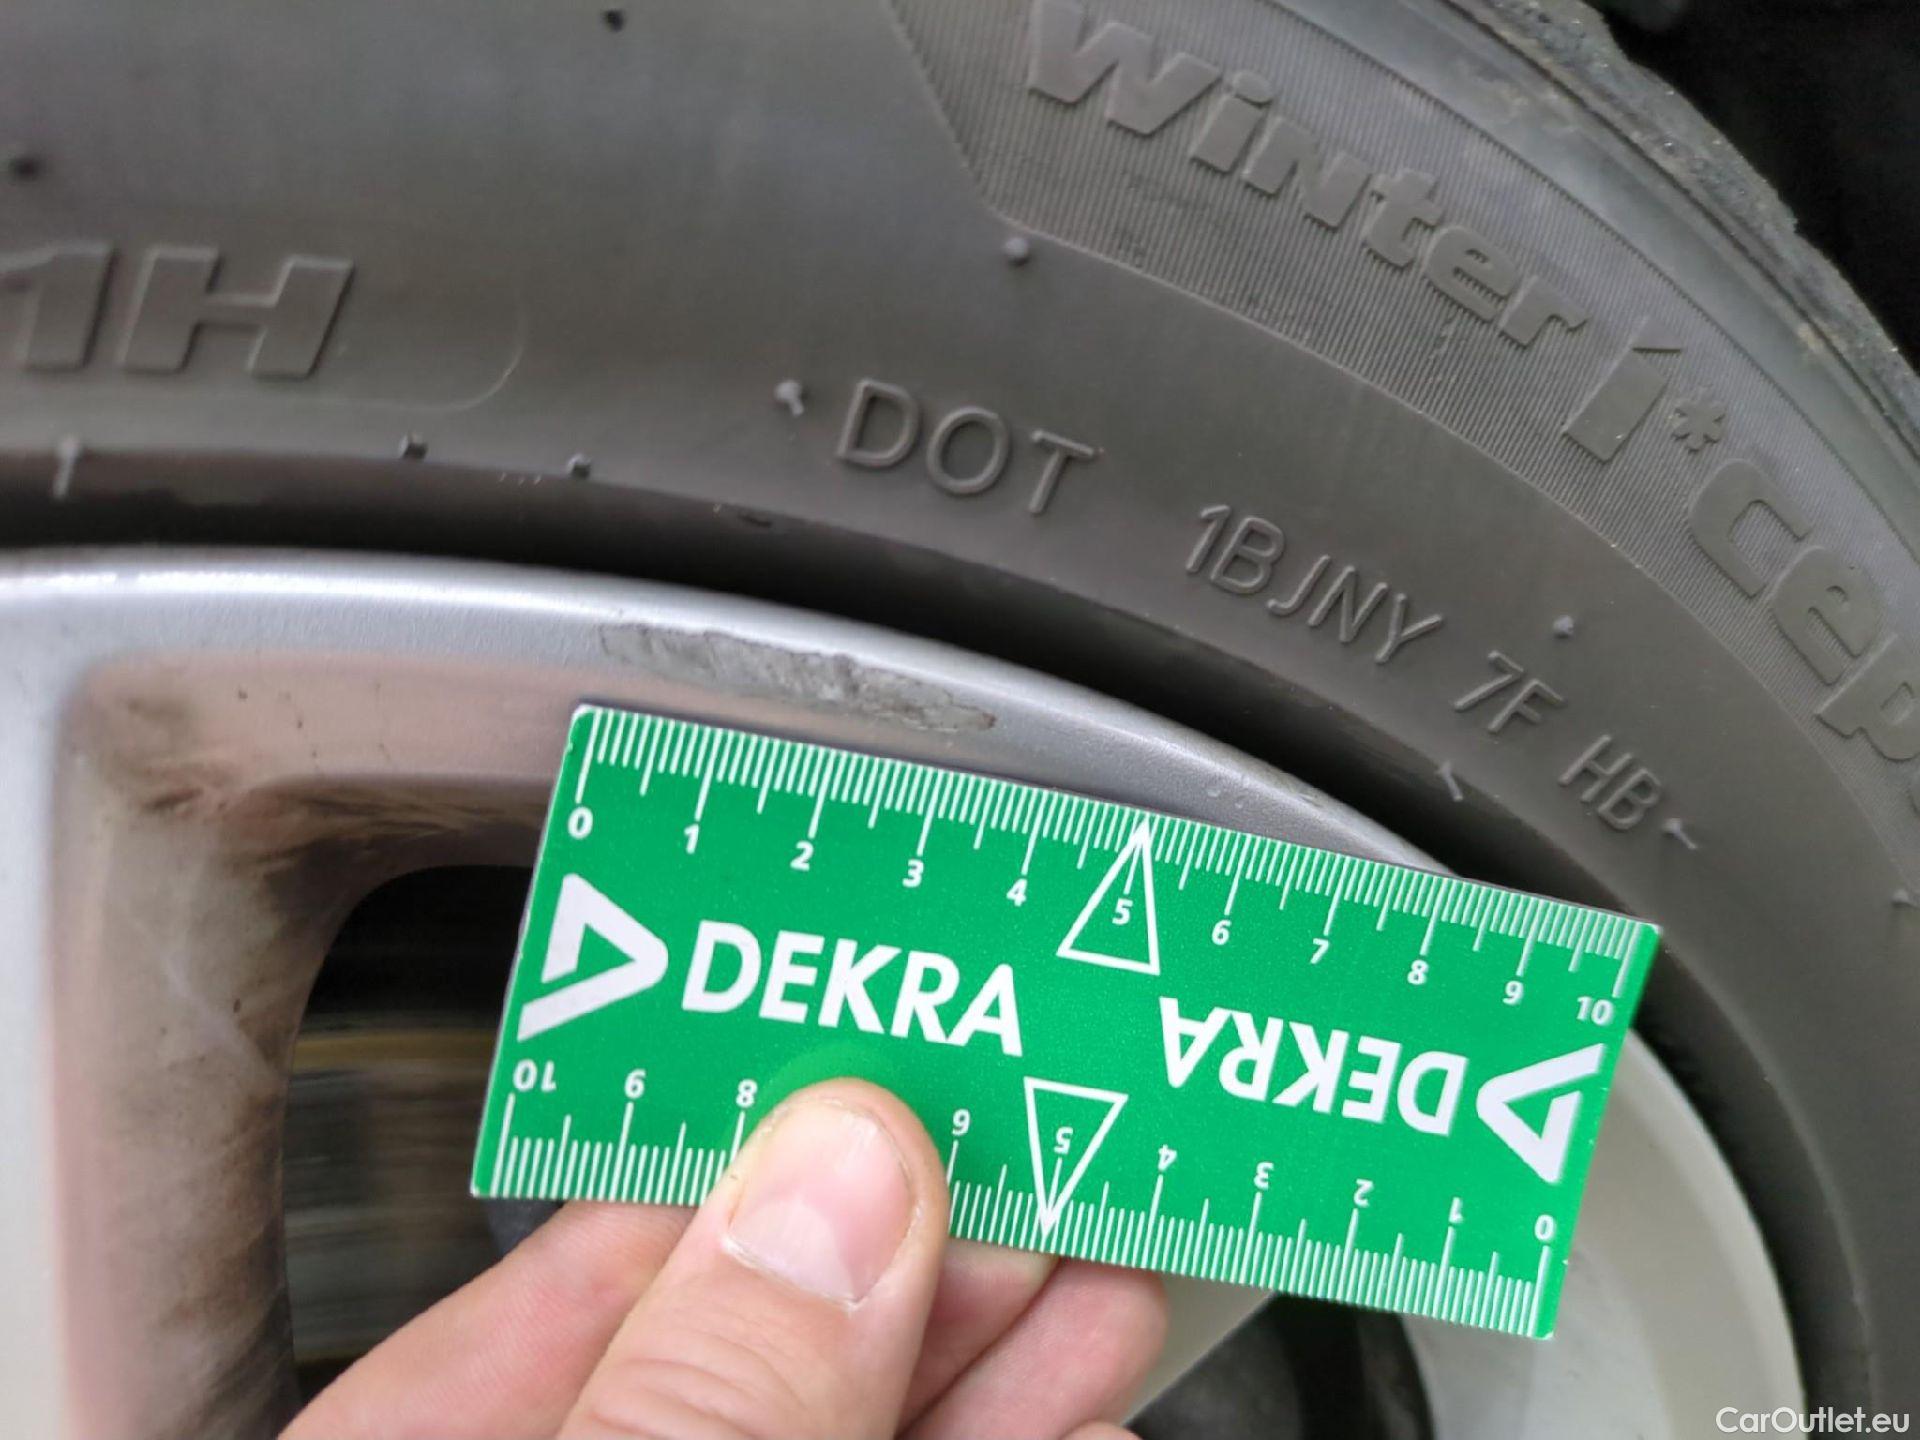 Winter i*cep
1H
DOT 1BJNY 7F HB
0 1 2 3 4 5 6 7 8 9 10
DEKRA
DEKRA
10 9 8 6 5 4 3 2 1 0
CarOutlet.eu